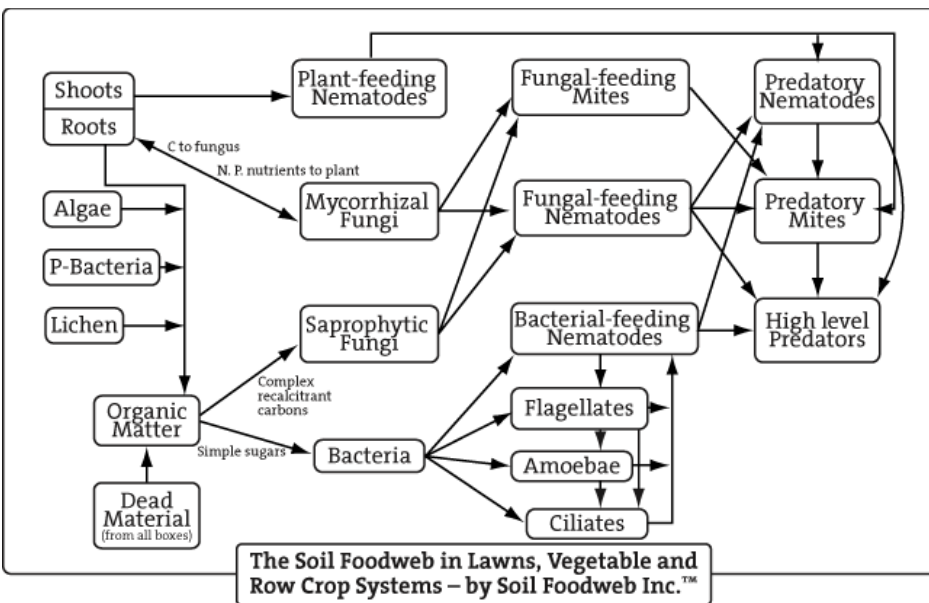 Shoots
Roots
Plant-feeding
Nematodes
Fungal-feeding
Mites
Predatory
Nematodes
C to fungus
N. P. nutrients to plant
Algae
Mycorrhizal
Fungi
Fungal-feeding
Nematodes
Predatory
Mites
P-Bacteria
Lichen
Saprophytic
Fungi
Bacterial-feeding
Nematodes
High level
Predators
Complex
recalcitrant
carbons
Organic
Matter
Simple sugars
Bacteria
Flagellates
Amoebae
Ciliates
Dead
Material
(from all boxes)
The Soil Foodweb in Lawns, Vegetable and
Row Crop Systems – by Soil Foodweb Inc.™